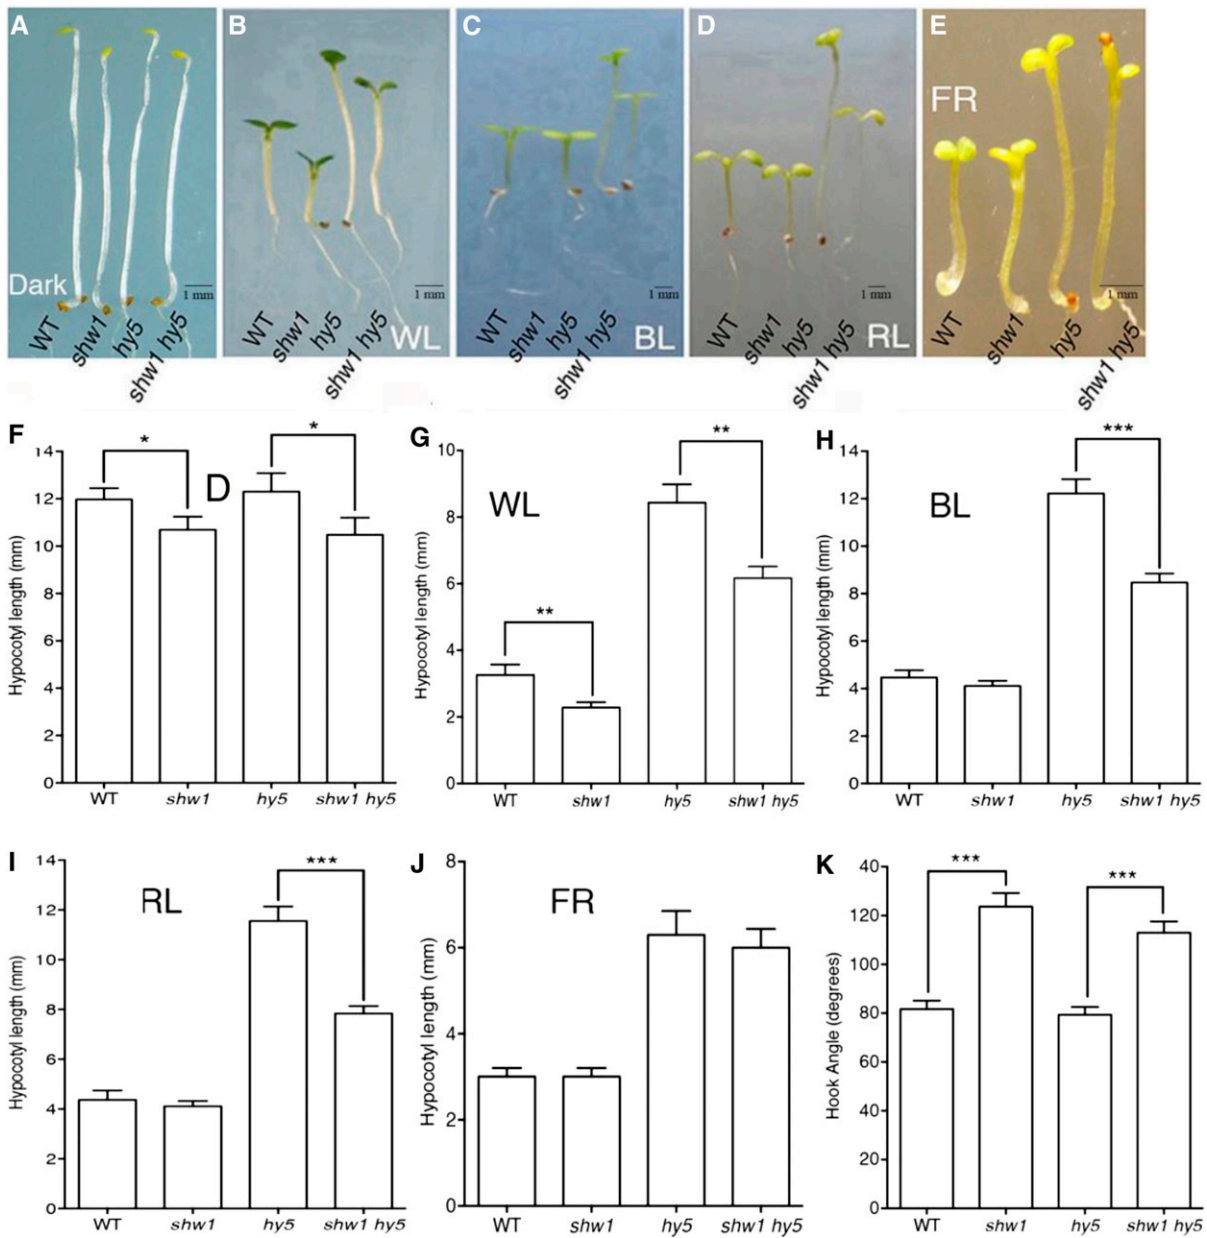 A
Dark
1 mm
WT
shw1
hy5
shw1 hy5
B
1 mm
WL
WT
shw1
hy5
shw1 hy5
C
BL
1 mm
WT
shw1
hy5
shw1 hy5
D
RL
1 mm
WT
shw1
hy5
shw1 hy5
E
FR
1 mm
WT
shw1
hy5
shw1 hy5
F
D
Hypocotyl length (mm)
14
12
10
8
6
4
2
0
*
*
WT shw1 hy5 shw1 hy5
G
WL
Hypocotyl length (mm)
10
8
6
4
2
0
**
**
WT shw1 hy5 shw1 hy5
H
BL
Hypocotyl length (mm)
14
12
10
8
6
4
2
0
***
WT shw1 hy5 shw1 hy5
I
RL
Hypocotyl length (mm)
14
12
10
8
6
4
2
0
***
WT shw1 hy5 shw1 hy5
J
FR
Hypocotyl length (mm)
8
6
4
2
0
WT shw1 hy5 shw1 hy5
K
Hook Angle (degrees)
40
120
100
80
60
40
20
0
***
***
WT shw1 hy5 shw1 hy5